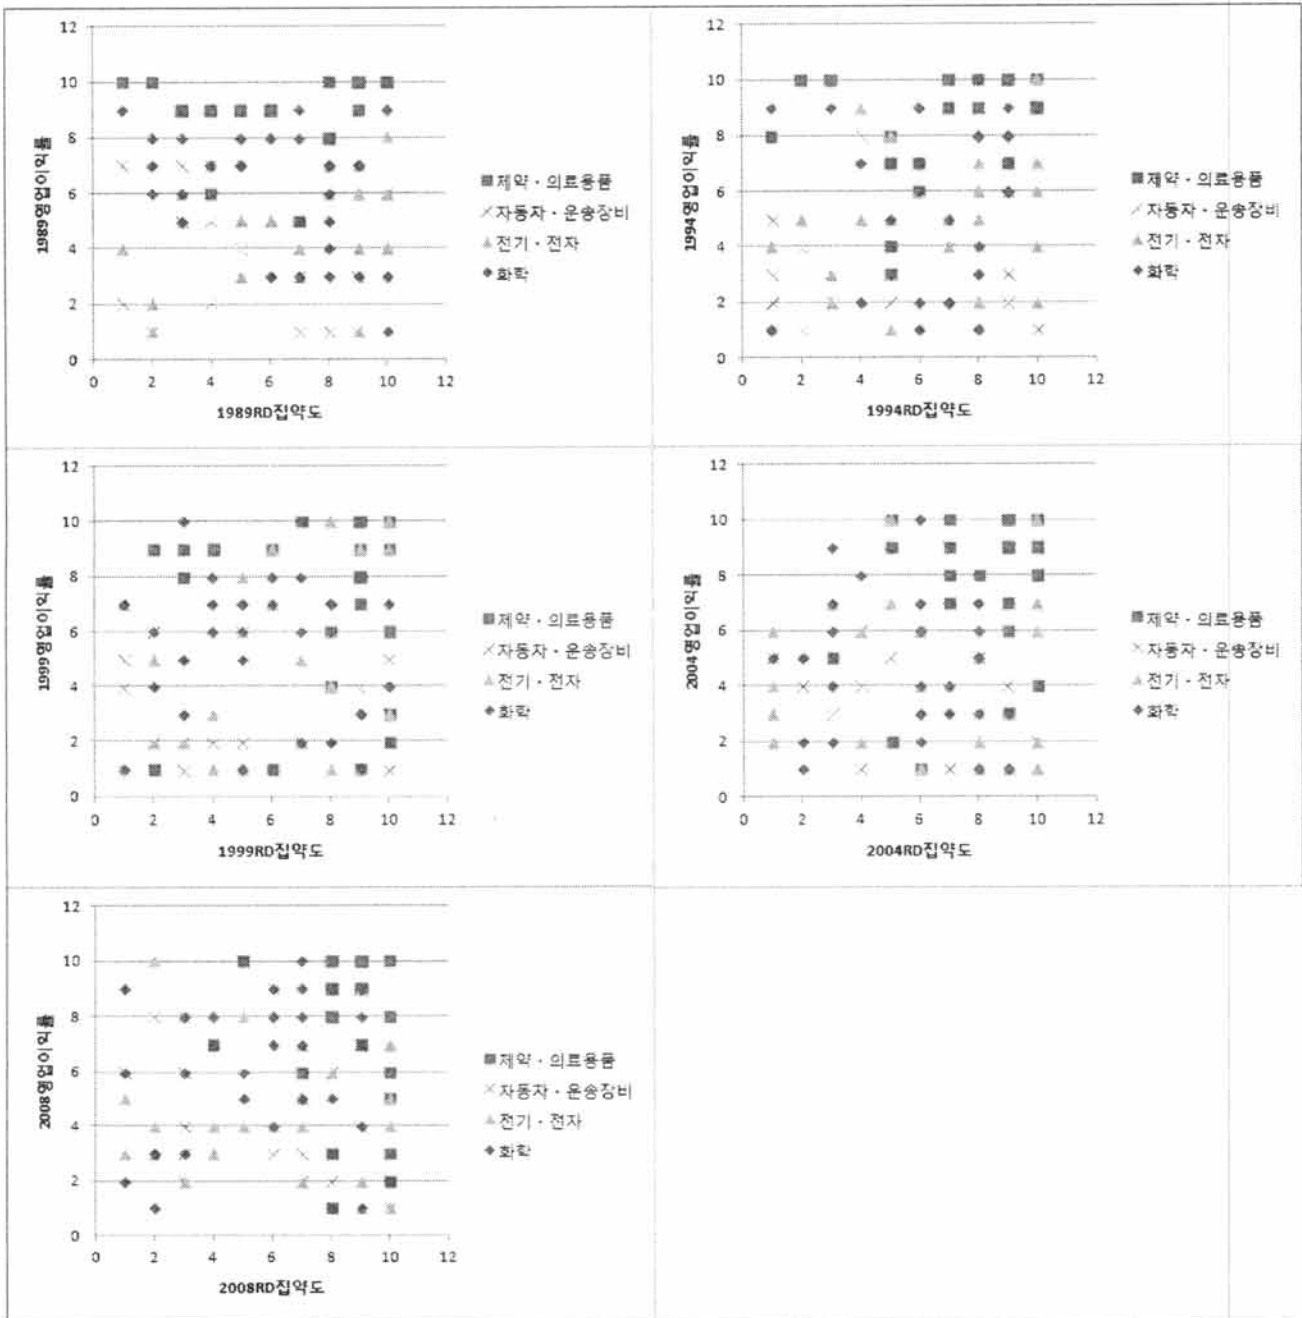 12
10
8
6
4
2
0
1989영업이익률
제약 · 의료용품
자동차 · 운송장비
전기 · 전자
화학
0 2 4 6 8 10 12
1989RD집약도
12
10
8
6
4
2
0
1994영업이익률
제약 · 의료용품
자동차 · 운송장비
전기 · 전자
화학
0 2 4 6 8 10 12
1994RD집약도
12
10
8
6
4
2
0
1999영업이익률
제약 · 의료용품
자동차 · 운송장비
전기 · 전자
화학
0 2 4 6 8 10 12
1999RD집약도
12
10
8
6
4
2
0
2004영업이익률
제약 · 의료용품
자동차 · 운송장비
전기 · 전자
화학
0 2 4 6 8 10 12
2004RD집약도
12
10
8
6
4
2
0
2008영업이익률
제약 · 의료용품
자동차 · 운송장비
전기 · 전자
화학
0 2 4 6 8 10 12
2008RD집약도